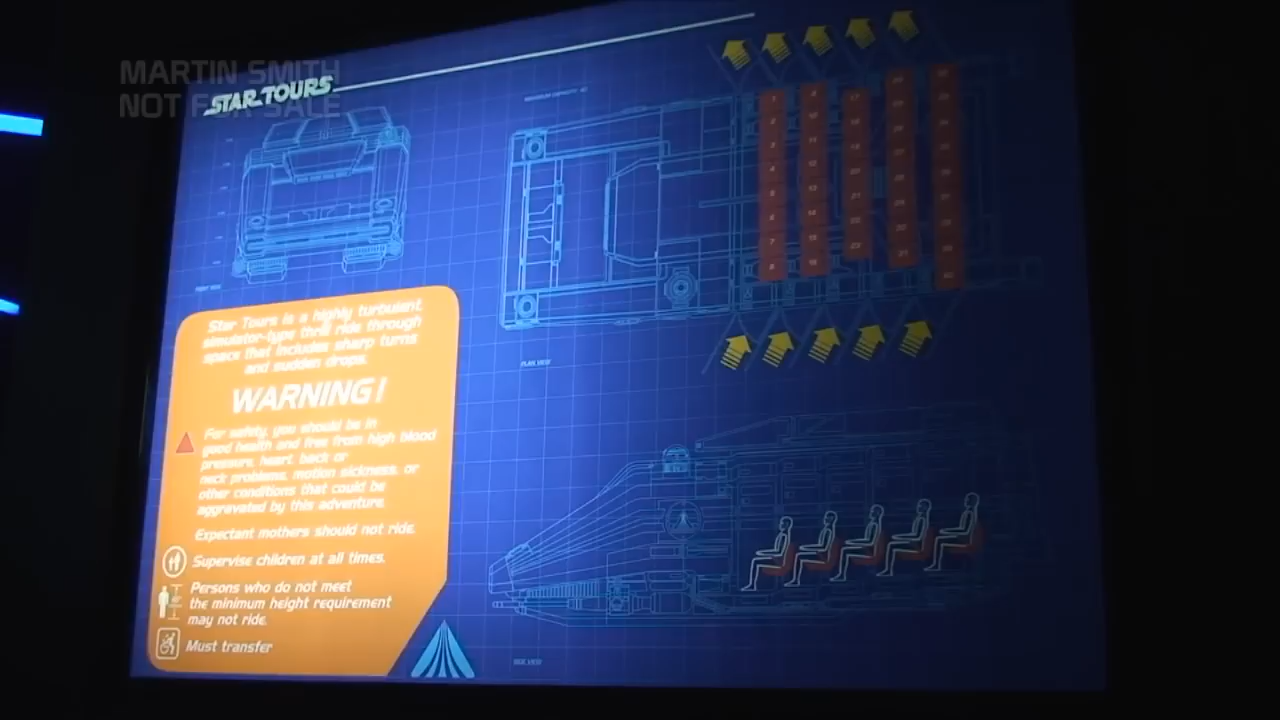 MARTIN SMITH
NOT FOR SALE
STAR TOURS
Star Tours is a highly turbulent,
simulator-type thrill ride through
space that includes sharp turns
and sudden drops.
WARNING!
For safety, you should be in
good health and free from high blood
pressure, heart, back or
neck problems, motion sickness, or
other conditions that could be
aggravated by this adventure.
Expectant mothers should not ride.
Supervise children at all times.
Persons who do not meet
the minimum height requirement
may not ride.
Must transfer
PLAN VIEW
SIDE VIEW